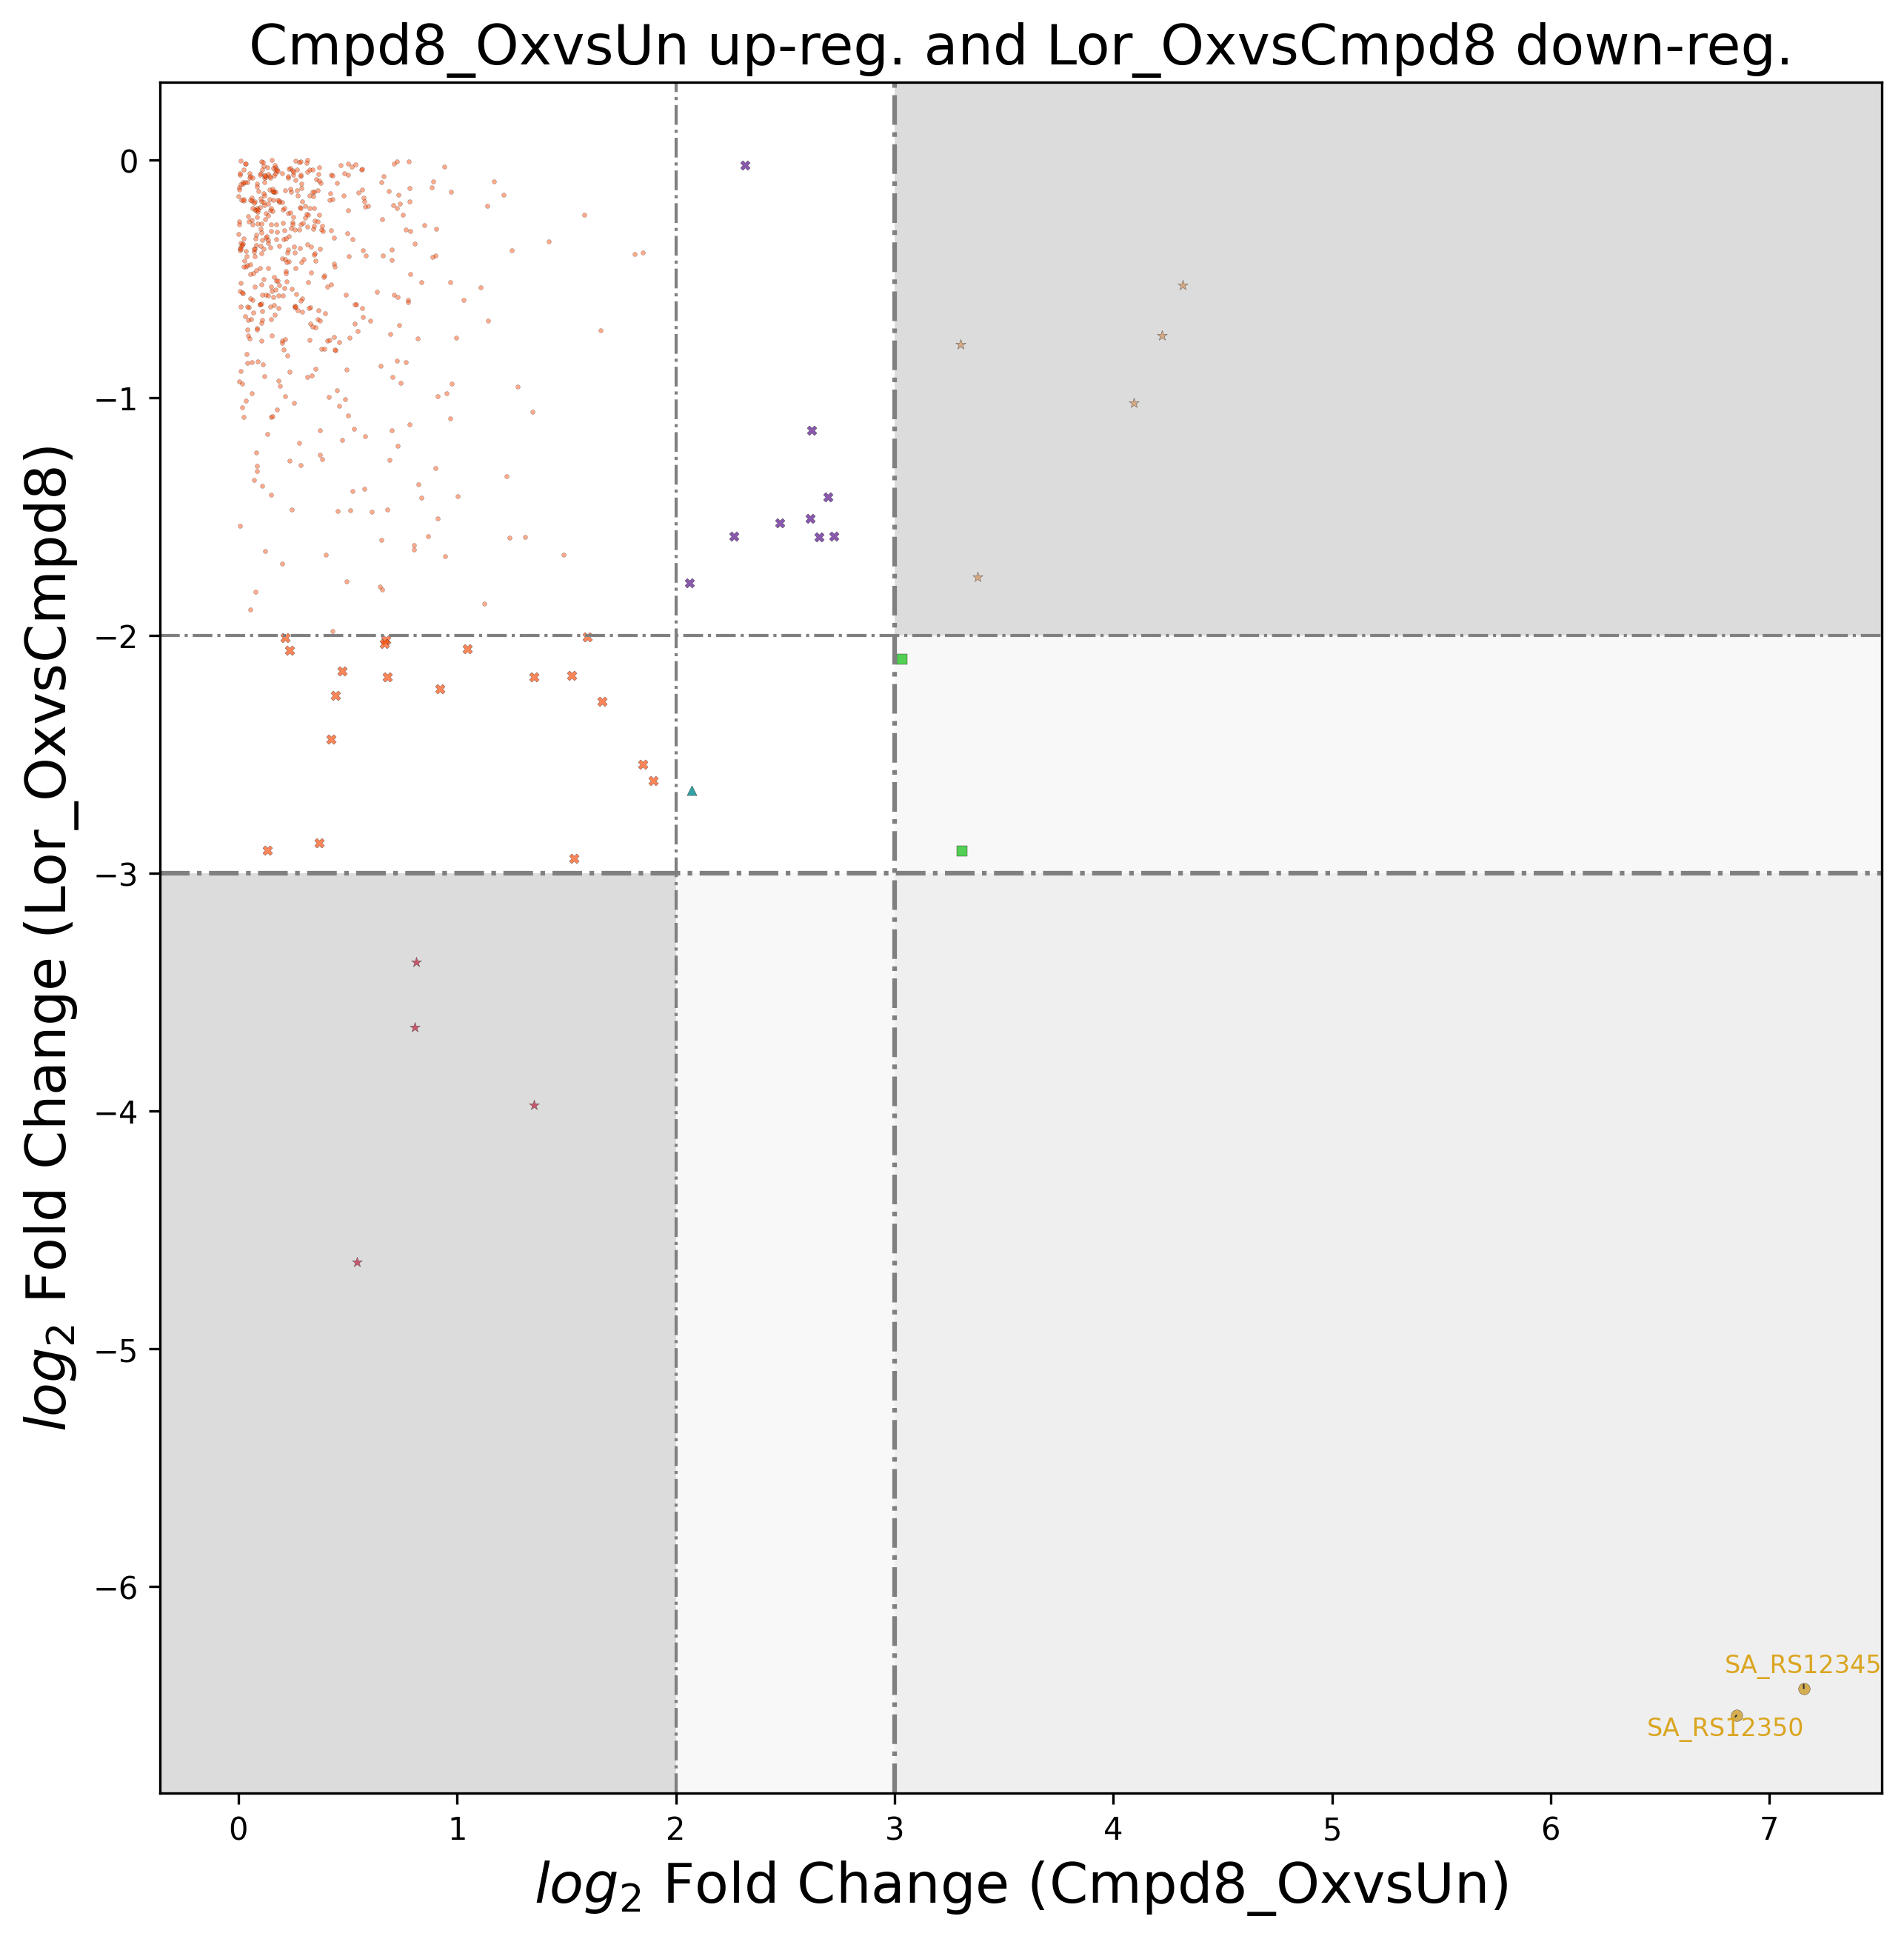 Cmpd8_OxvsUn up-reg. and Lor_OxvsCmpd8 down-reg.
log₂ Fold Change (Lor_OxvsCmpd8)
0
−1
−2
−3
−4
−5
−6
SA_RS12345
SA_RS12350
0 1 2 3 4 5 6 7
log₂ Fold Change (Cmpd8_OxvsUn)